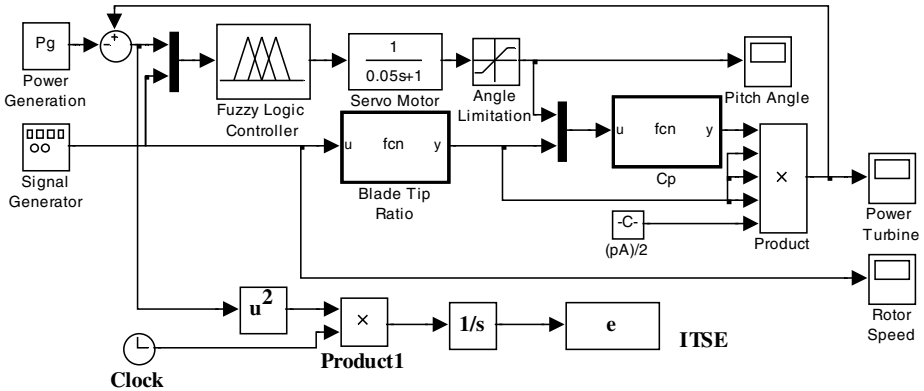 Pg
Power
Generation
- +
Signal
Generator
Fuzzy Logic
Controller
1
0.05s+1
Servo Motor
Angle
Limitation
Pitch Angle
u fcn y
Blade Tip
Ratio
u fcn y
Cp
×
Product
-C-
(pA)/2
Power
Turbine
Rotor
Speed
u2
×
Product1
1/s
e
ITSE
Clock